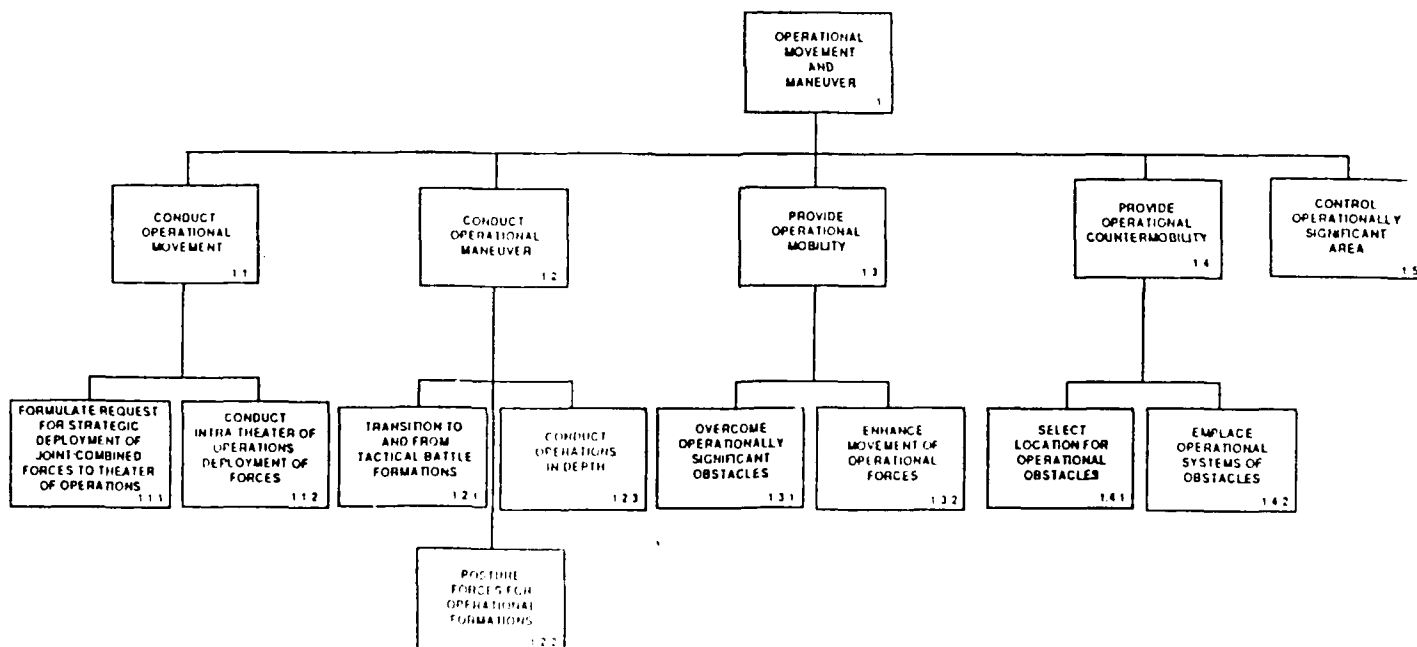 OPERATIONAL
MOVEMENT
AND
MANEUVER
1
CONDUCT
OPERATIONAL
MOVEMENT
1.1
CONDUCT
OPERATIONAL
MANEUVER
1.2
PROVIDE
OPERATIONAL
MOBILITY
1.3
PROVIDE
OPERATIONAL
COUNTERMOBILITY
1.4
CONTROL
OPERATIONALLY
SIGNIFICANT
AREA
1.5
FORMULATE REQUEST
FOR STRATEGIC
DEPLOYMENT OF
JOINT-COMBINED
FORCES TO THEATER
OF OPERATIONS
1.1.1
CONDUCT
INTRA THEATER OF
OPERATIONS
DEPLOYMENT OF
FORCES
1.1.2
TRANSITION TO
AND FROM
TACTICAL BATTLE
FORMATIONS
1.2.1
CONDUCT
OPERATIONS
IN DEPTH
1.2.3
OVERCOME
OPERATIONALLY
SIGNIFICANT
OBSTACLES
1.3.1
ENHANCE
MOVEMENT OF
OPERATIONAL
FORCES
1.3.2
SELECT
LOCATION FOR
OPERATIONAL
OBSTACLES
1.4.1
EMPLACE
OPERATIONAL
SYSTEMS OF
OBSTACLES
1.4.2
POSTURE
FORCES FOR
OPERATIONAL
FORMATIONS
1.2.2